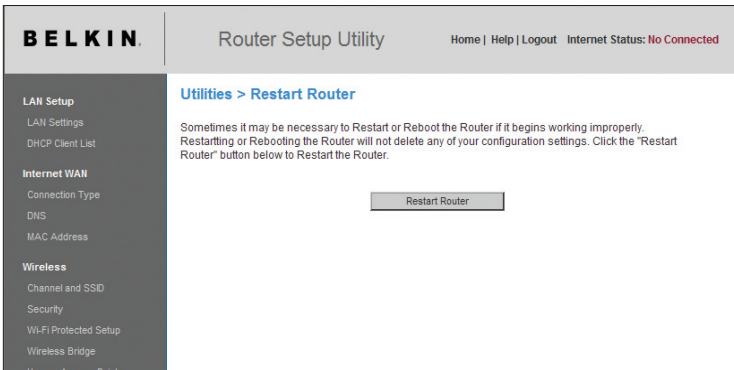 BELKIN.
Router Setup Utility
Home | Help | Logout Internet Status: No Connected
LAN Setup
LAN Settings
DHCP Client List
Internet WAN
Connection Type
DNS
MAC Address
Wireless
Channel and SSID
Security
Wi-Fi Protected Setup
Wireless Bridge
Utilities > Restart Router
Sometimes it may be necessary to Restart or Reboot the Router if it begins working improperly.
Restartting or Rebooting the Router will not delete any of your configuration settings. Click the "Restart
Router" button below to Restart the Router.
Restart Router